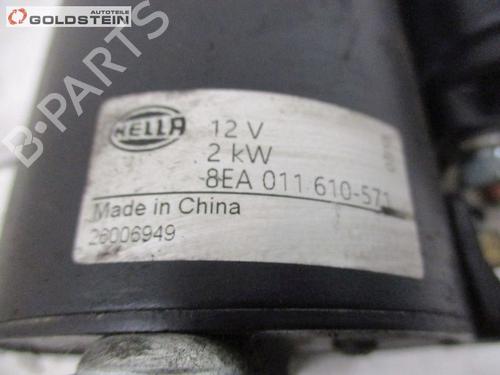 AUTOTEILE
GOLDSTEIN
HELLA
12 V
2 kW
8EA 011 610-571
Made in China
26006949
B-Parts